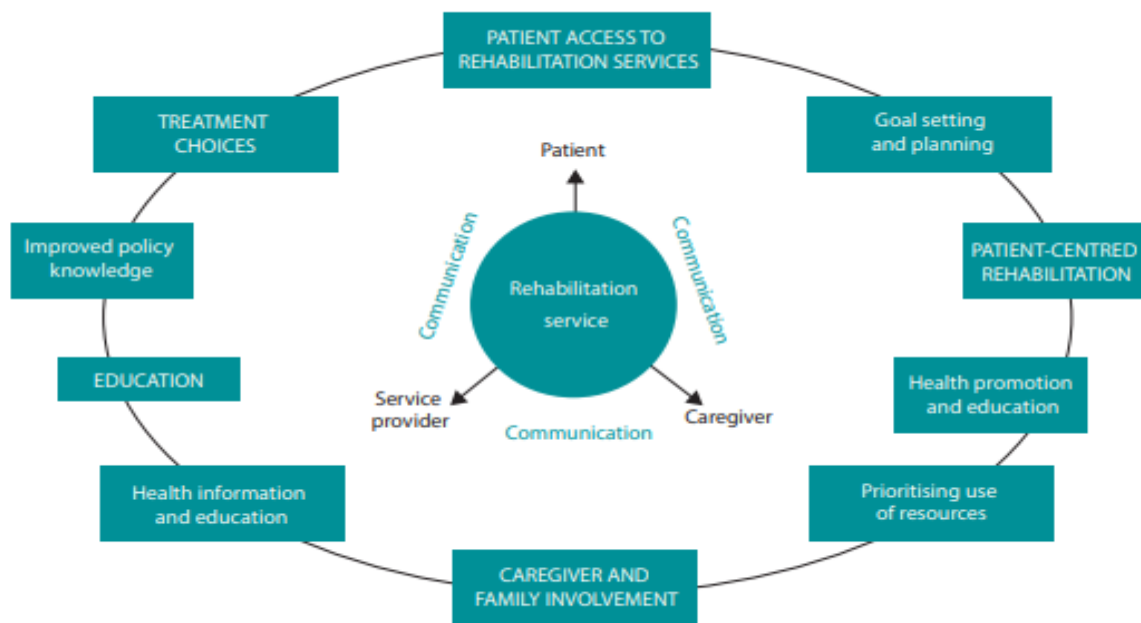 PATIENT ACCESS TO
REHABILITATION SERVICES
TREATMENT
CHOICES
Goal setting
and planning
Patient
Improved policy
knowledge
Communication
Communication
PATIENT-CENTRED
REHABILITATION
Rehabilitation
service
EDUCATION
Service
provider
Caregiver
Communication
Health promotion
and education
Health information
and education
Prioritising use
of resources
CAREGIVER AND
FAMILY INVOLVEMENT